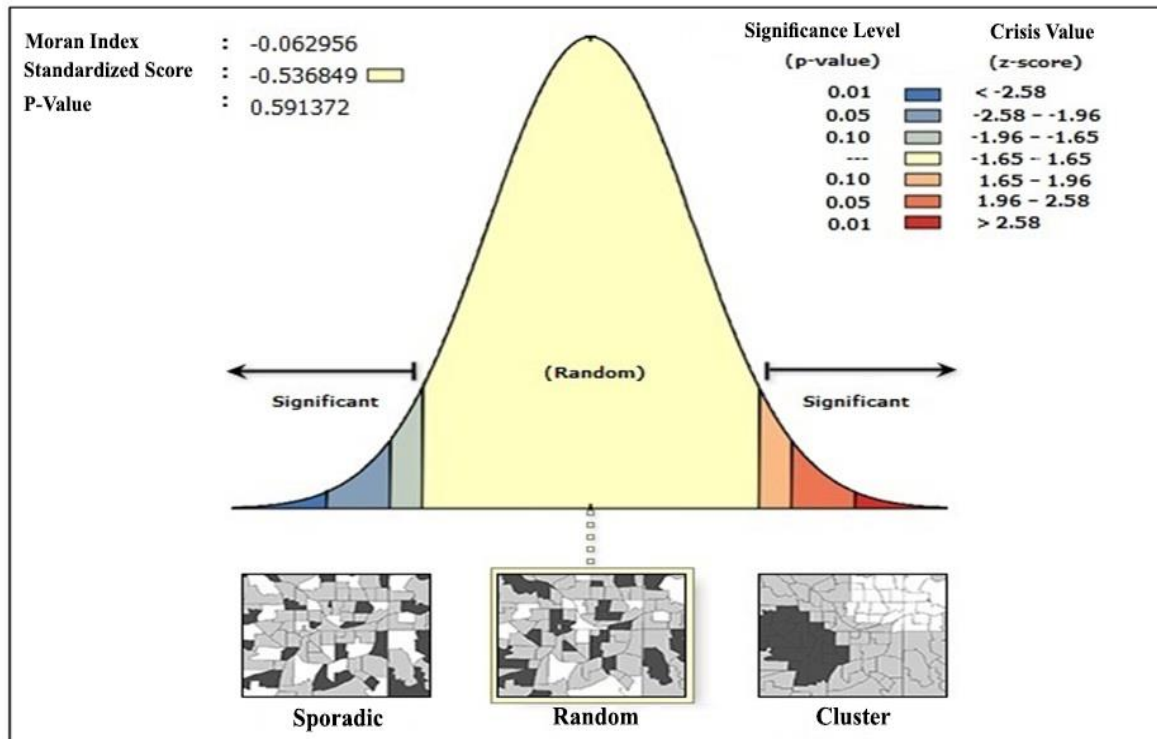 Moran Index : -0.062956
Standardized Score : -0.536849
P-Value : 0.591372
Significance Level Crisis Value
(p-value) (z-score)
0.01 < -2.58
0.05 -2.58 - -1.96
0.10 -1.96 - -1.65
--- -1.65 - 1.65
0.10 1.65 - 1.96
0.05 1.96 - 2.58
0.01 > 2.58
(Random)
Significant Significant
Sporadic Random Cluster